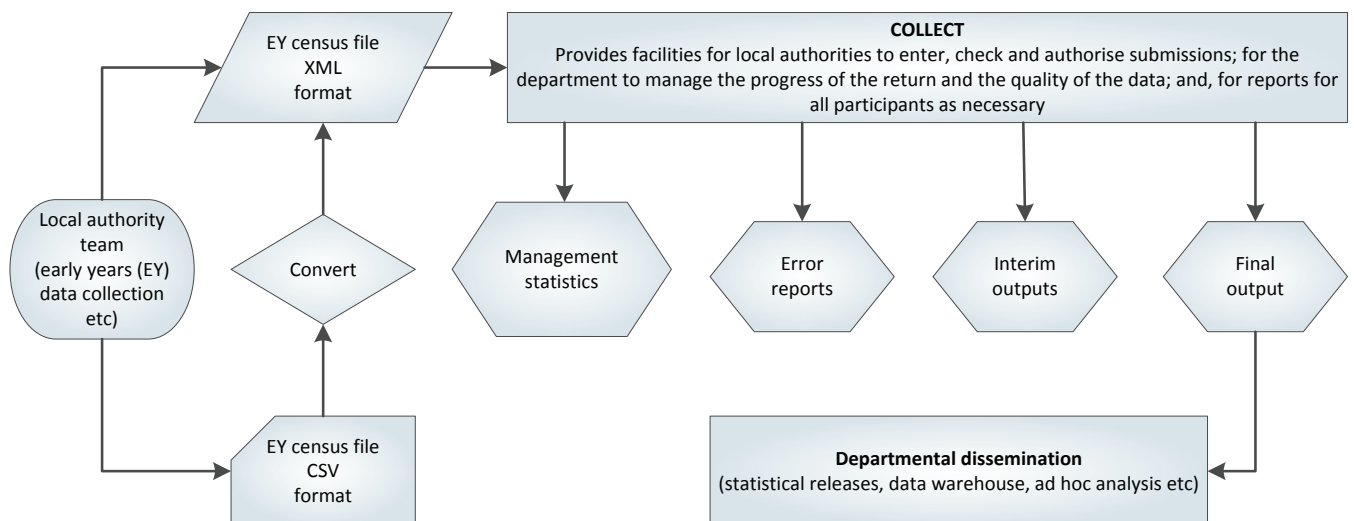 EY census file
XML
format
COLLECT
Provides facilities for local authorities to enter, check and authorise submissions; for the
department to manage the progress of the return and the quality of the data; and, for reports for
all participants as necessary
Local authority
team
(early years (EY)
data collection
etc)
Convert
Management
statistics
Error
reports
Interim
outputs
Final
output
EY census file
CSV
format
Departmental dissemination
(statistical releases, data warehouse, ad hoc analysis etc)